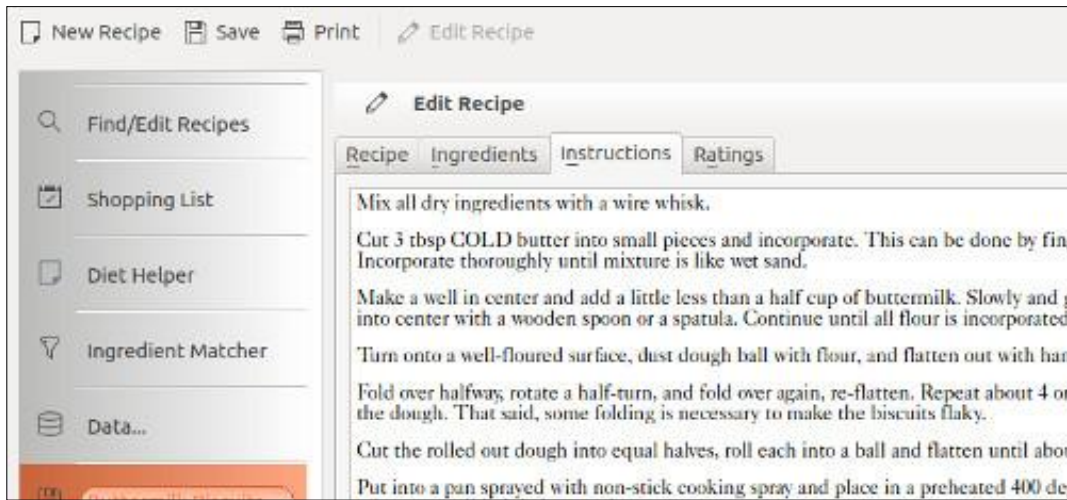 New Recipe Save Print Edit Recipe
Find/Edit Recipes
Shopping List
Diet Helper
Ingredient Matcher
Data...
Edit Recipe
Recipe Ingredients Instructions Ratings
Mix all dry ingredients with a wire whisk.
Cut 3 tbsp COLD butter into small pieces and incorporate. This can be done by
Incorporate thoroughly until mixture is like wet sand.
Make a well in center and add a little less than a half cup of buttermilk. Slowly and
into center with a wooden spoon or a spatula. Continue until all flour is incorporated
Turn onto a well-floured surface, dust dough ball with flour, and flatten out with
Fold over halfway, rotate a half-turn, and fold over again, re-flatten. Repeat about 4
the dough. That said, some folding is necessary to make the biscuits flaky.
Cut the rolled out dough into equal halves, roll each into a ball and flatten until
Put into a pan sprayed with non-stick cooking spray and place in a preheated 400